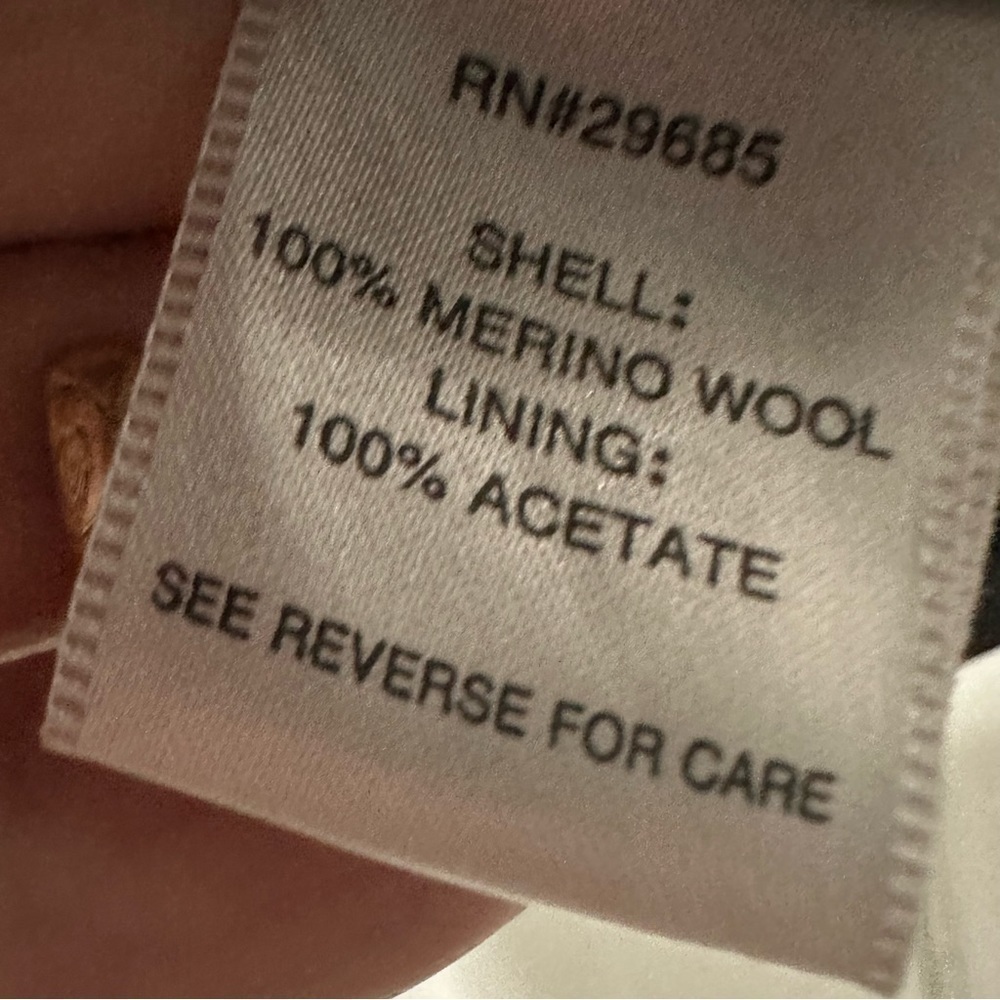 RN#29685
SHELL:
100% MERINO WOOL
LINING:
100% ACETATE
SEE REVERSE FOR CARE